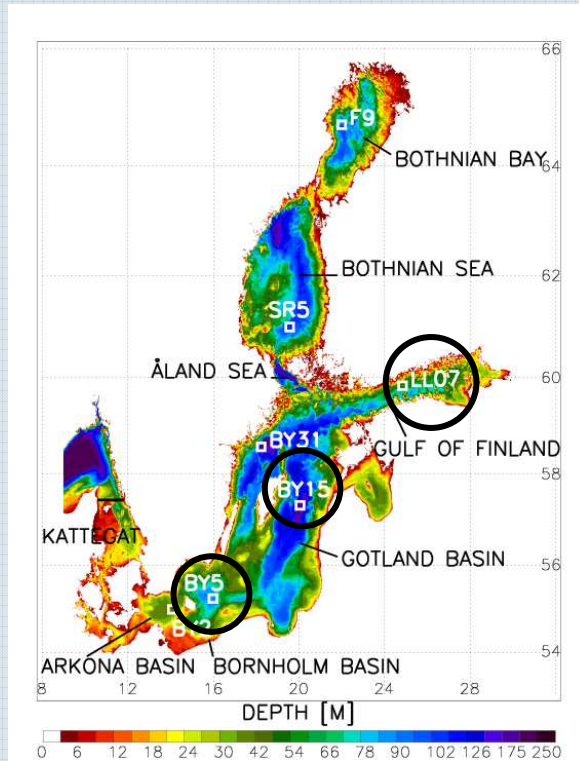 66
F9
BOTHNIAN BAY
64
BOTHNIAN SEA
62
SR5
ÅLAND SEA
60
LL07
BY31
GULF OF FINLAND
58
BY15
KATTEGAT
GOTLAND BASIN
56
BY5
BY2
ARKONA BASIN
BORNHOLM BASIN
54
8 12 16 20 24 28
DEPTH [M]
0 6 12 18 24 30 42 54 66 78 90 102 126 175 250